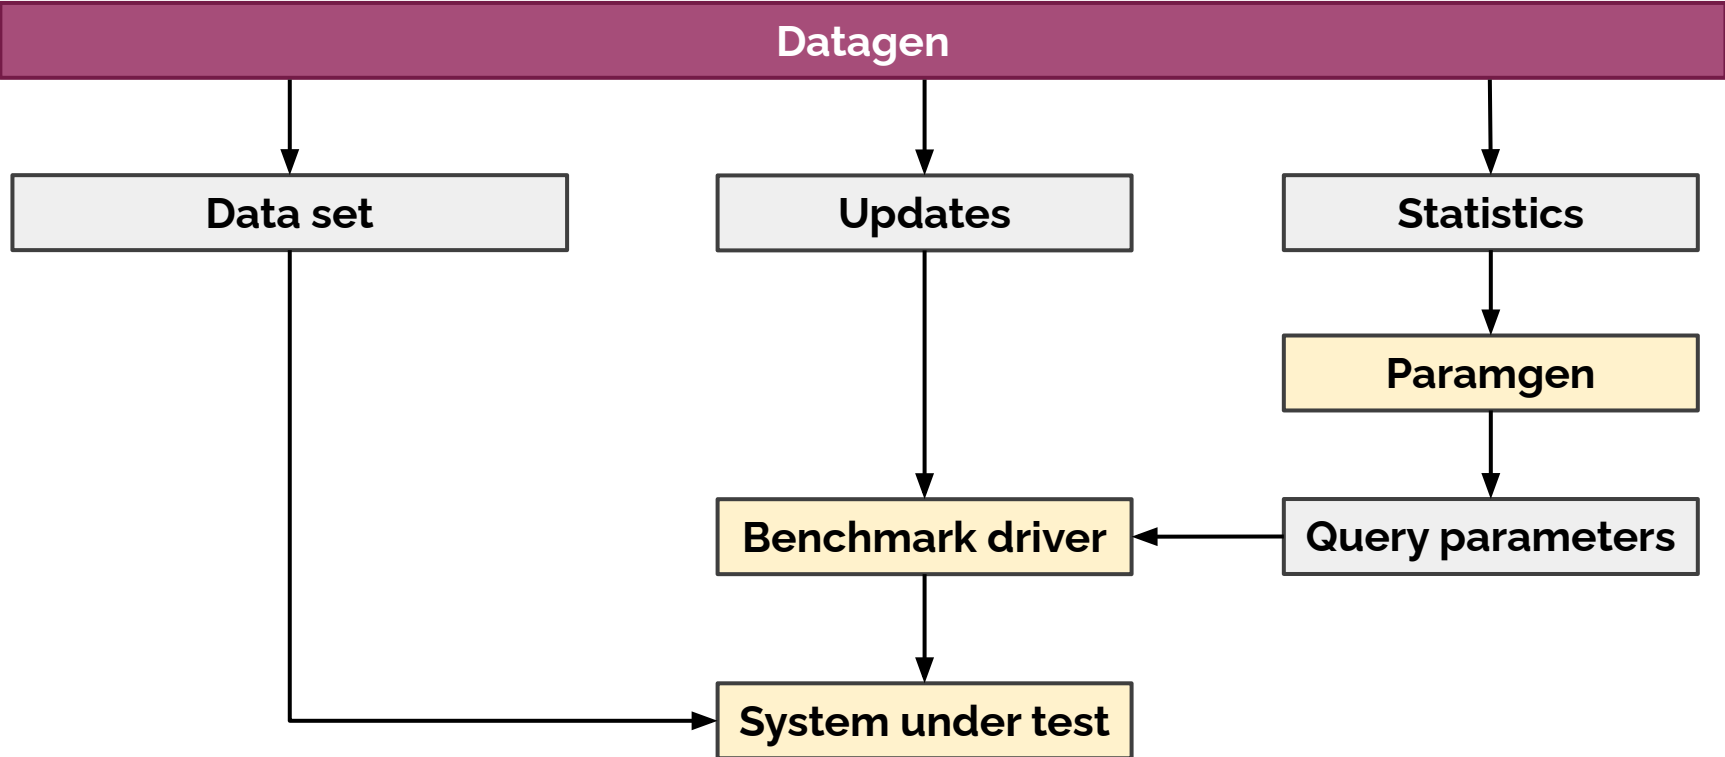 Datagen
Data set
Updates
Statistics
Paramgen
Benchmark driver
Query parameters
System under test